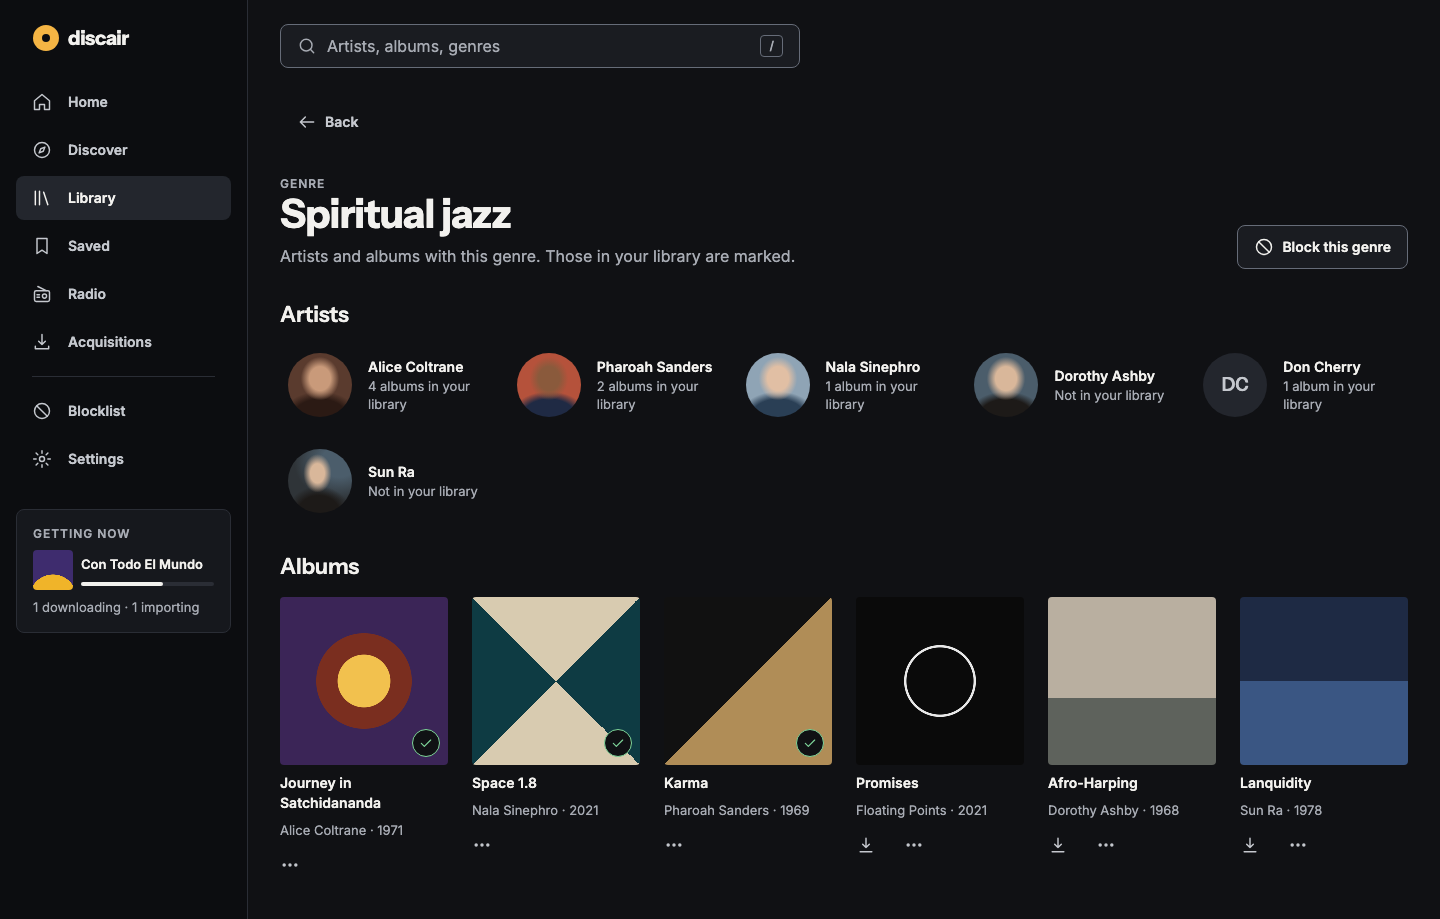 discair
Artists, albums, genres
/
Home
Discover
Library
Saved
Radio
Acquisitions
Blocklist
Settings
GETTING NOW
Con Todo El Mundo
1 downloading · 1 importing
Back
GENRE
Spiritual jazz
Artists and albums with this genre. Those in your library are marked.
Block this genre
Artists
Alice Coltrane
4 albums in your
library
Pharoah Sanders
2 albums in your
library
Nala Sinephro
1 album in your
library
Dorothy Ashby
Not in your library
DC
Don Cherry
1 album in your
library
Sun Ra
Not in your library
Albums
Journey in
Satchidananda
Alice Coltrane · 1971
Space 1.8
Nala Sinephro · 2021
Karma
Pharoah Sanders · 1969
Promises
Floating Points · 2021
Afro-Harping
Dorothy Ashby · 1968
Lanquidity
Sun Ra · 1978